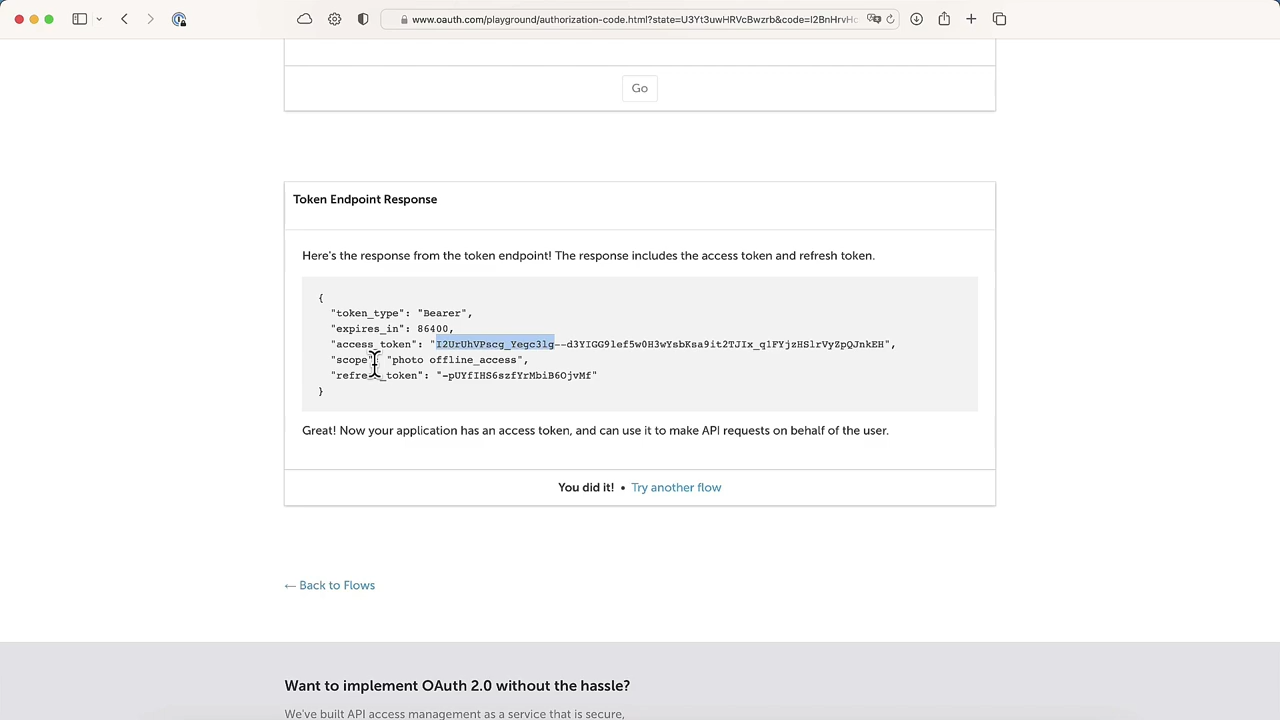 www.oauth.com/playground/authorization-code.html?state=U3Yt3uwHRVcBwzrb&code=I2BnHrvHc
Go
Token Endpoint Response
Here's the response from the token endpoint! The response includes the access token and refresh token.
{
"token_type": "Bearer",
"expires_in": 86400,
"access_token": "I2UrUhVPscg_Yegc3lg--d3YIGG9lef5w0H3wYsbKsa9it2TJIx_q1FYjzHSlrVyZpQJnkEH",
"scope": "photo offline_access",
"refresh_token": "-pUYfIHS6szfYrMbiB6OjvMf"
}
Great! Now your application has an access token, and can use it to make API requests on behalf of the user.
You did it! • Try another flow
← Back to Flows
Want to implement OAuth 2.0 without the hassle?
We've built API access management as a service that is secure,